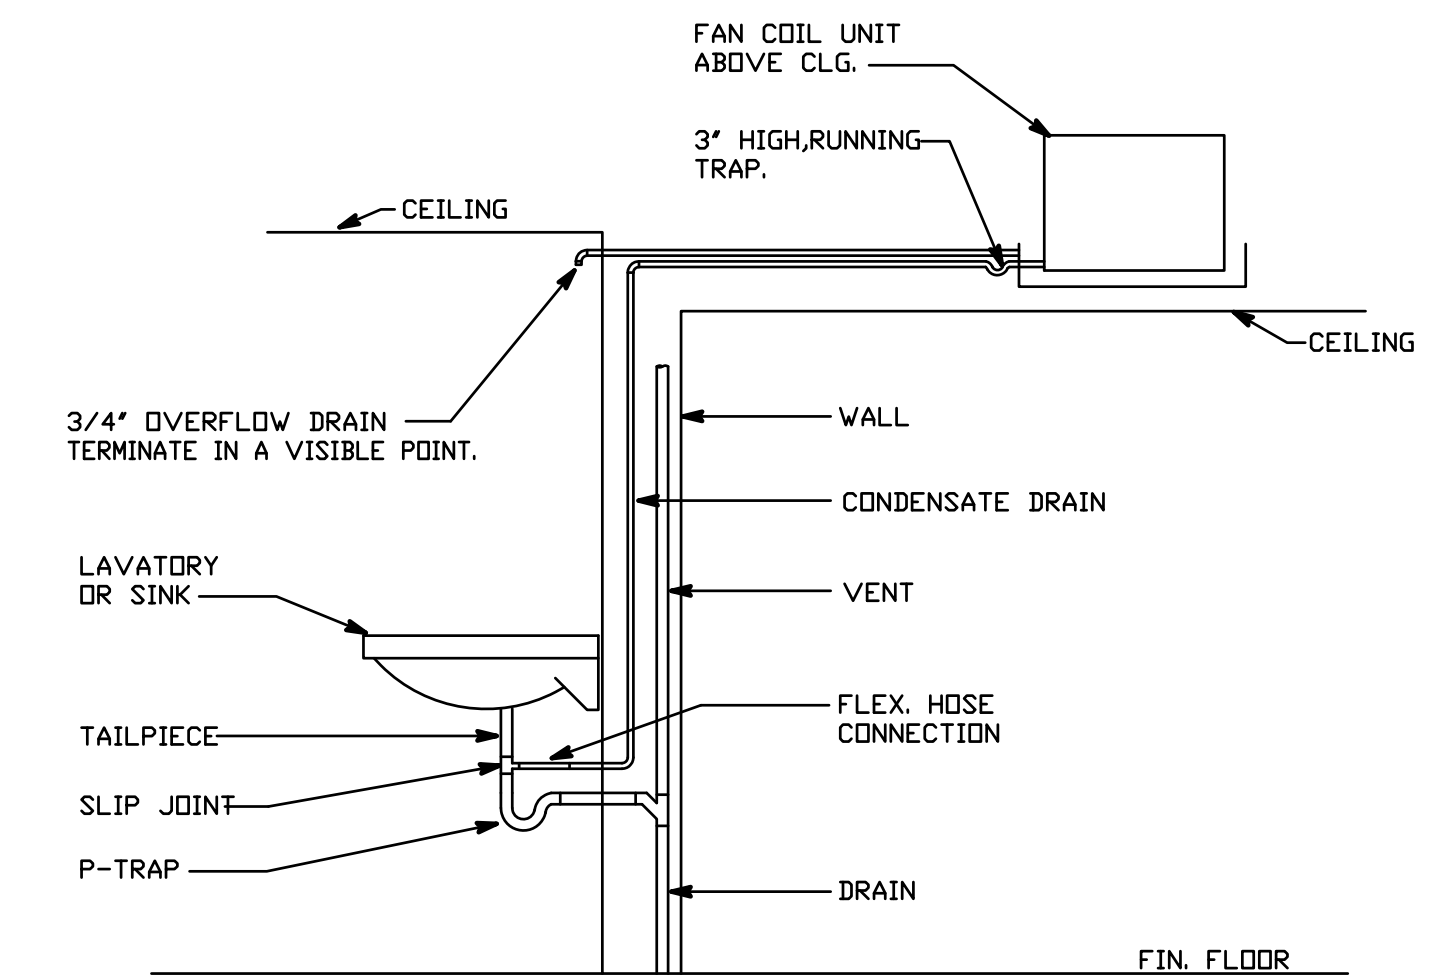 FAN COIL UNIT
ABOVE CLG.
3" HIGH,RUNNING
TRAP.
CEILING
CEILING
3/4" OVERFLOW DRAIN
TERMINATE IN A VISIBLE POINT.
WALL
CONDENSATE DRAIN
LAVATORY
OR SINK
VENT
FLEX. HOSE
CONNECTION
TAILPIECE
SLIP JOINT
P-TRAP
DRAIN
FIN. FLOOR